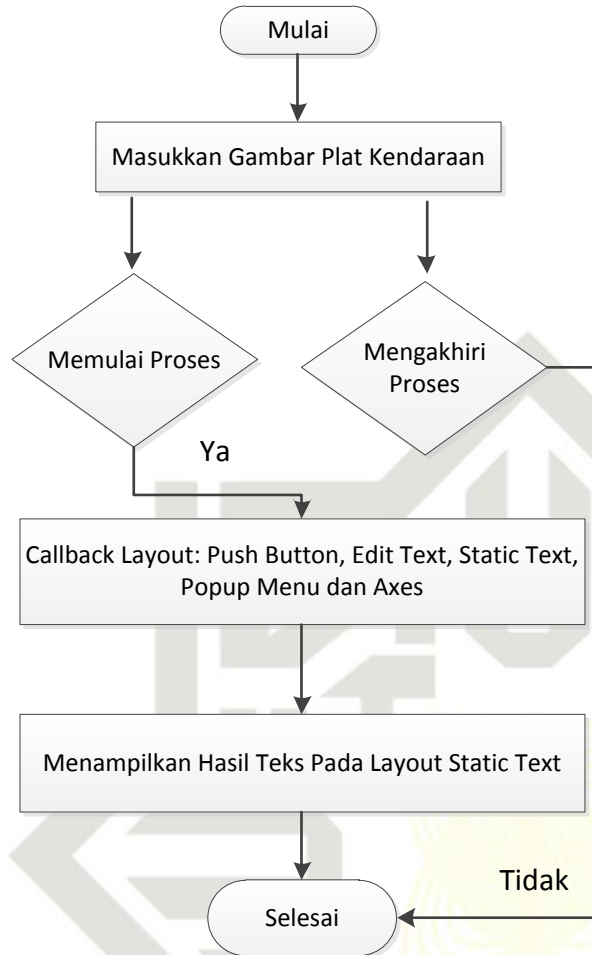 Mulai
Masukkan Gambar Plat Kendaraan
Memulai Proses
Mengakhiri
Proses
Ya
Callback Layout: Push Button, Edit Text, Static Text,
Popup Menu dan Axes
Menampilkan Hasil Teks Pada Layout Static Text
Tidak
Selesai